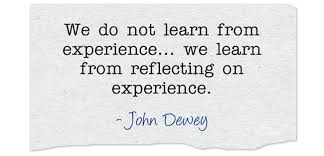 We do not learn from
experience... we learn
from reflecting on
experience.
- John Dewey